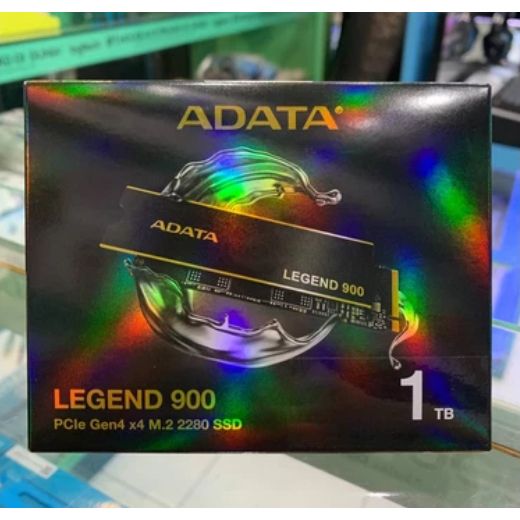 ADATA
ADATA
LEGEND 900
LEGEND 900
PCIe Gen4 x4 M.2 2280 SSD
1 TB